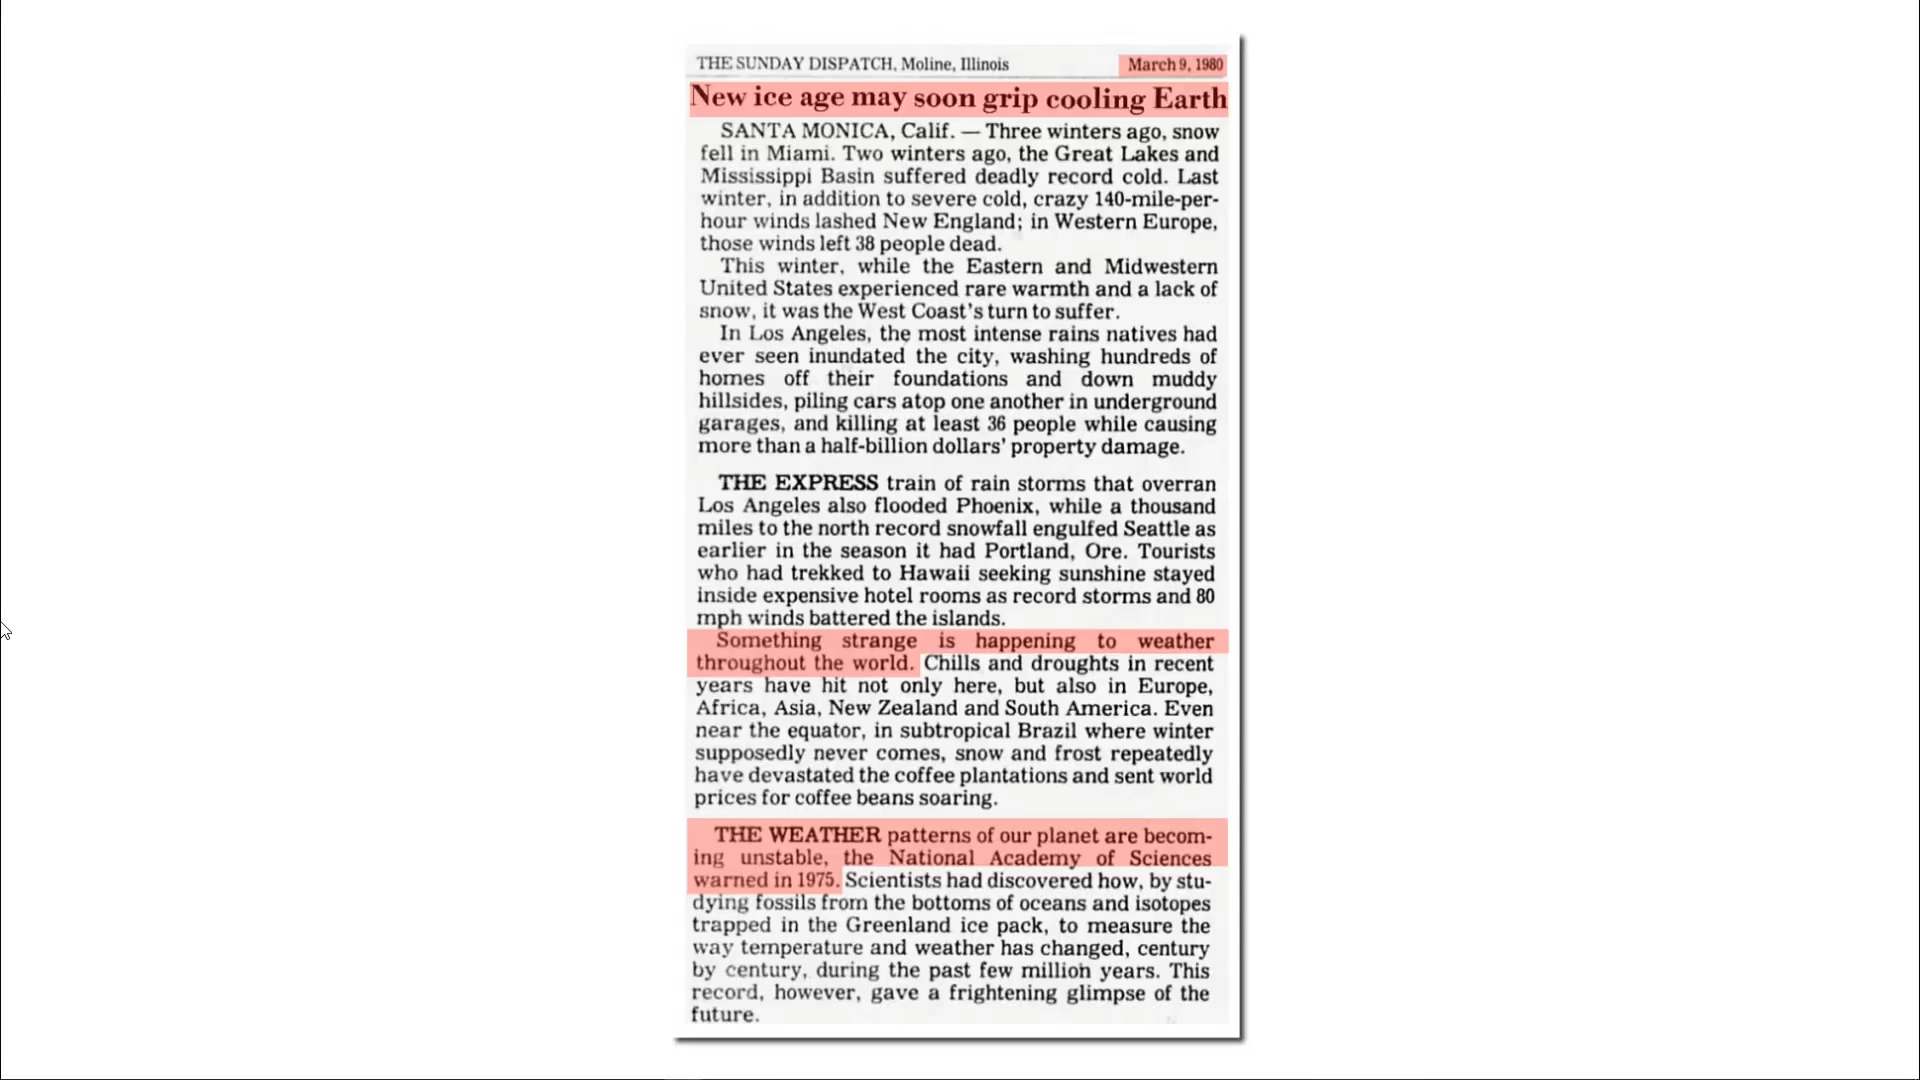 THE SUNDAY DISPATCH, Moline, Illinois March 9, 1980
New ice age may soon grip cooling Earth
SANTA MONICA, Calif. — Three winters ago, snow
fell in Miami. Two winters ago, the Great Lakes and
Mississippi Basin suffered deadly record cold. Last
winter, in addition to severe cold, crazy 140-mile-per-
hour winds lashed New England; in Western Europe,
those winds left 38 people dead.
This winter, while the Eastern and Midwestern
United States experienced rare warmth and a lack of
snow, it was the West Coast's turn to suffer.
In Los Angeles, the most intense rains natives had
ever seen inundated the city, washing hundreds of
homes off their foundations and down muddy
hillsides, piling cars atop one another in underground
garages, and killing at least 36 people while causing
more than a half-billion dollars' property damage.
THE EXPRESS train of rain storms that overran
Los Angeles also flooded Phoenix, while a thousand
miles to the north record snowfall engulfed Seattle as
earlier in the season it had Portland, Ore. Tourists
who had trekked to Hawaii seeking sunshine stayed
inside expensive hotel rooms as record storms and 80
mph winds battered the islands.
Something strange is happening to weather
throughout the world. Chills and droughts in recent
years have hit not only here, but also in Europe,
Africa, Asia, New Zealand and South America. Even
near the equator, in subtropical Brazil where winter
supposedly never comes, snow and frost repeatedly
have devastated the coffee plantations and sent world
prices for coffee beans soaring.
THE WEATHER patterns of our planet are becom-
ing unstable, the National Academy of Sciences
warned in 1975. Scientists had discovered how, by stu-
dying fossils from the bottoms of oceans and isotopes
trapped in the Greenland ice pack, to measure the
way temperature and weather has changed, century
by century, during the past few million years. This
record, however, gave a frightening glimpse of the
future.